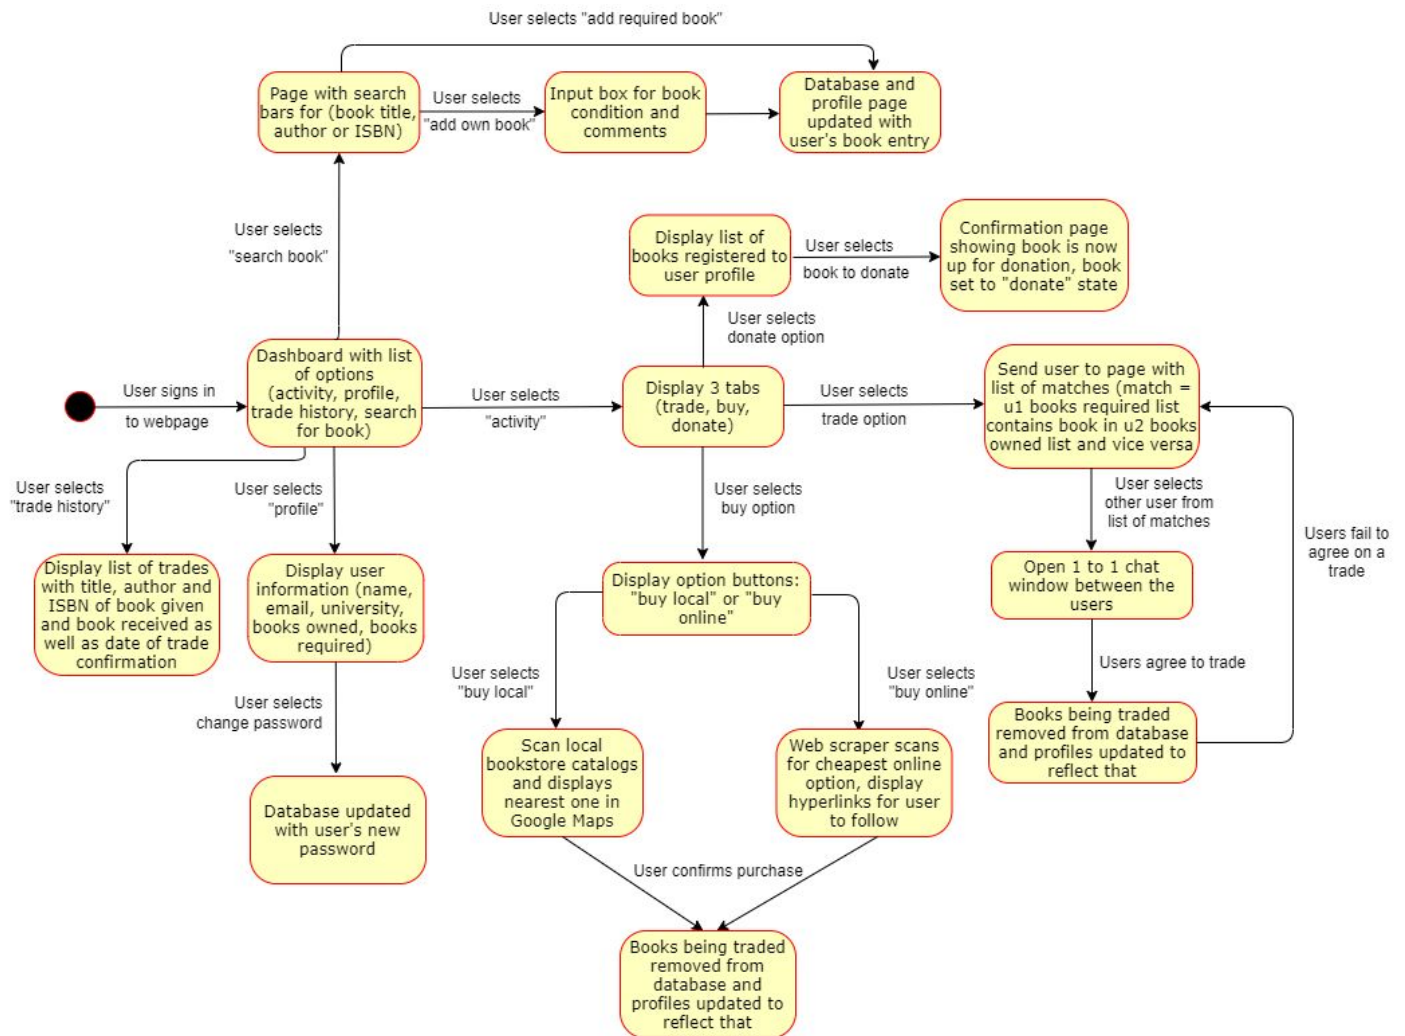 User selects "add required book"
Page with search
bars for (book title,
author or ISBN)
User selects
"add own book"
Input box for book
condition and
comments
Database and
profile page
updated with
user's book entry
User selects
"search book"
Display list of
books registered to
user profile
User selects
book to donate
Confirmation page
showing book is now
up for donation, book
set to "donate" state
User selects
donate option
User signs in
to webpage
Dashboard with list
of options
(activity, profile,
trade history, search
for book)
User selects
"activity"
Display 3 tabs
(trade, buy,
donate)
User selects
trade option
Send user to page with
list of matches (match =
u1 books required list
contains book in u2 books
owned list and vice versa
User selects
"trade history"
User selects
"profile"
User selects
buy option
User selects
other user from
list of matches
Users fail to
agree on a
trade
Display list of trades
with title, author and
ISBN of book given
and book received as
well as date of trade
confirmation
Display user
information (name,
email, university,
books owned, books
required)
Display option buttons:
"buy local" or "buy
online"
Open 1 to 1 chat
window between the
users
User selects
"buy local"
User selects
"buy online"
Users agree to trade
User selects
change password
Scan local
bookstore catalogs
and displays
nearest one in
Google Maps
Web scraper scans
for cheapest online
option, display
hyperlinks for user
to follow
Books being traded
removed from database
and profiles updated to
reflect that
Database updated
with user's new
password
User confirms purchase
Books being traded
removed from
database and
profiles updated to
reflect that